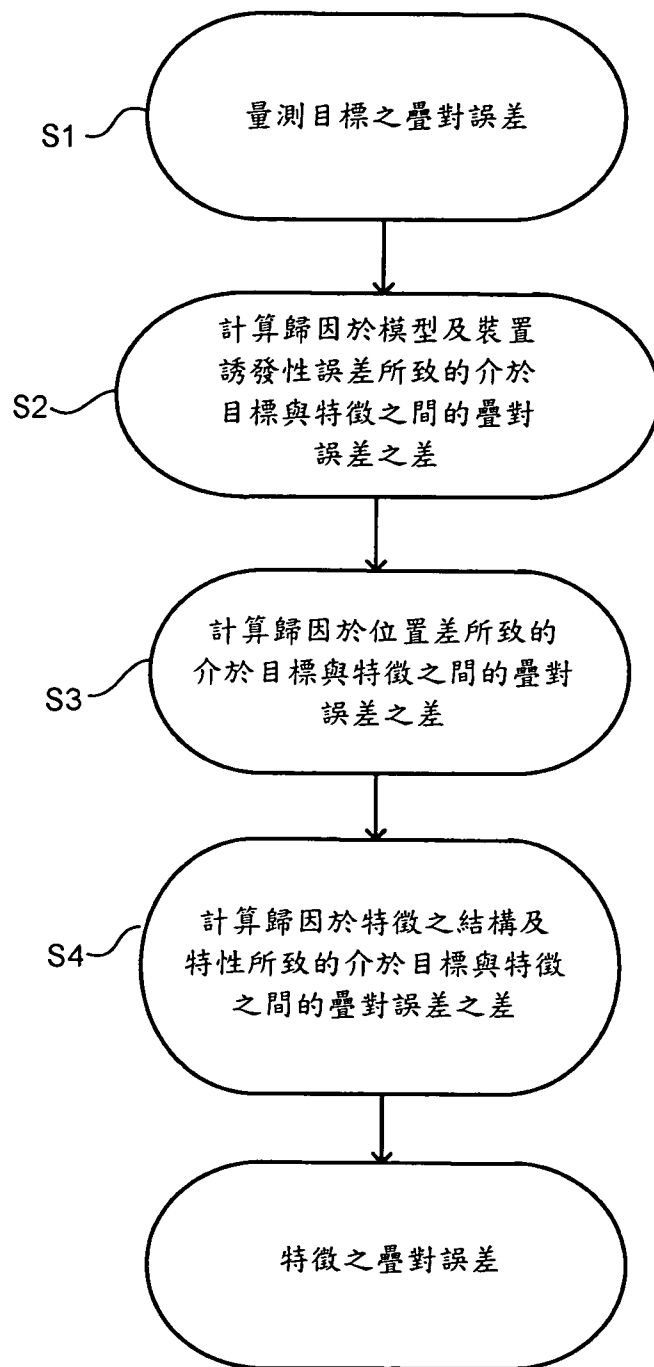 S1
量測目標之疊對誤差
S2
計算歸因於模型及裝置
誘發性誤差所致的介於
目標與特徵之間的疊對
誤差之差
S3
計算歸因於位置差所致的
介於目標與特徵之間的疊對
誤差之差
S4
計算歸因於特徵之結構及
特性所致的介於目標與特徵
之間的疊對誤差之差
特徵之疊對誤差